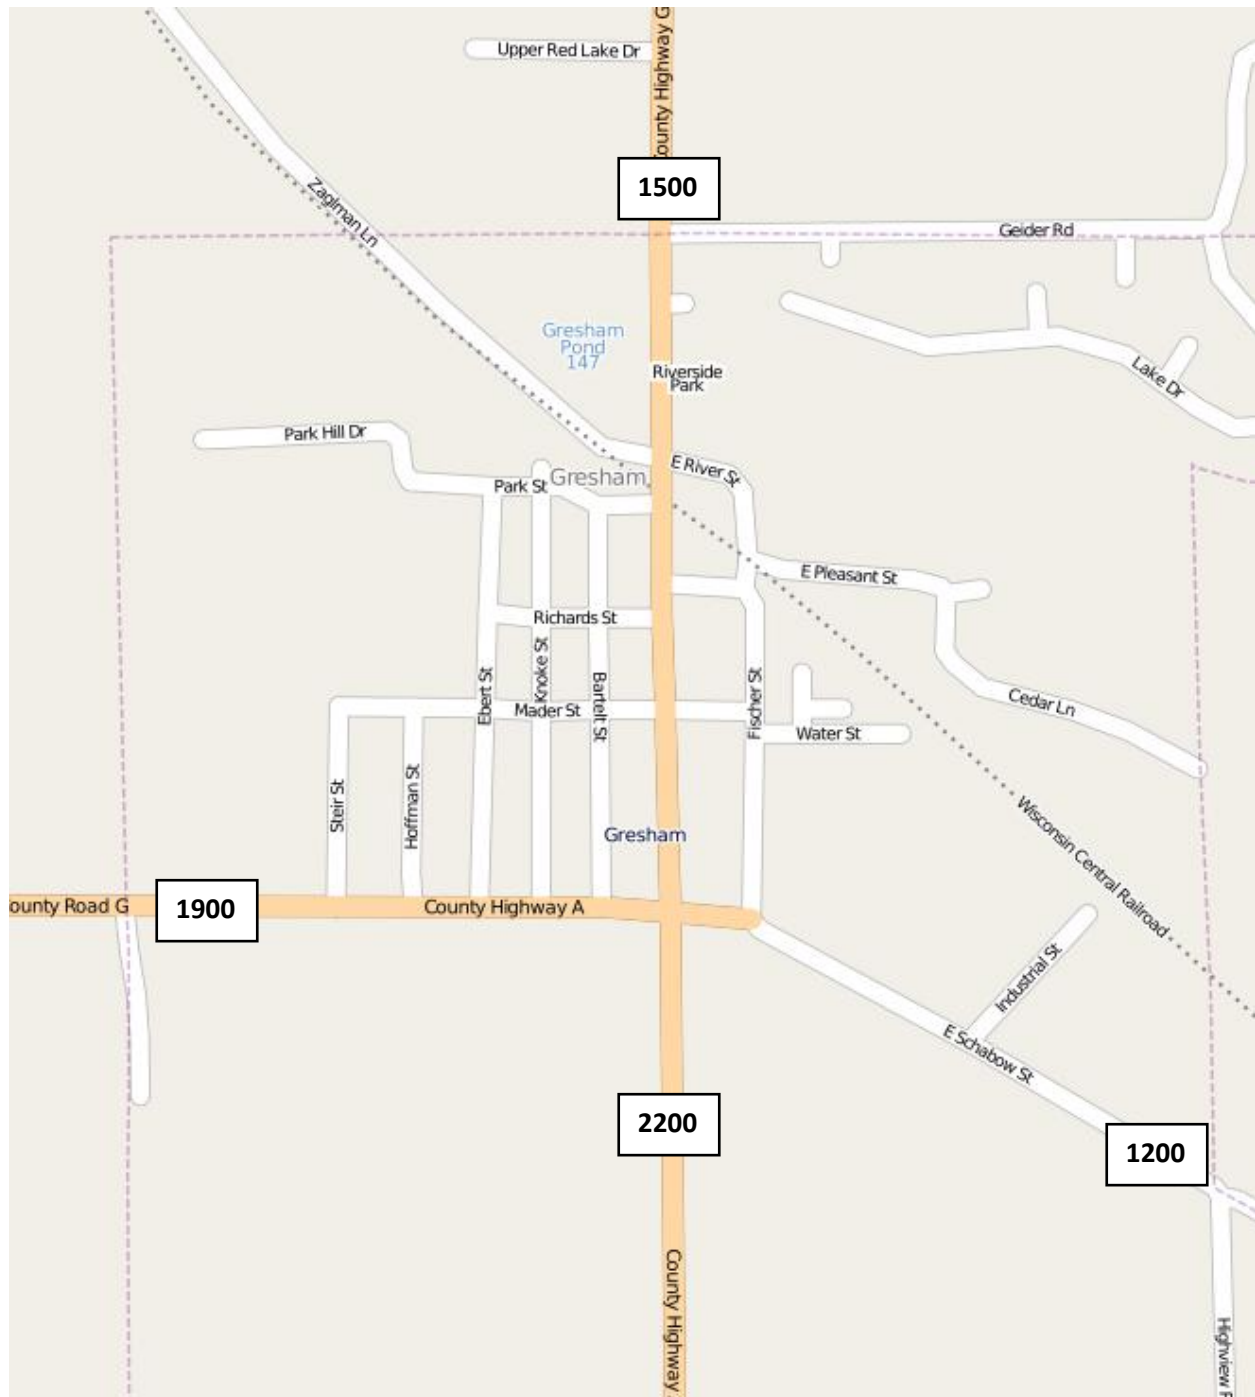 Upper Red Lake Dr
County Highway G
1500
Zaglman Ln
Geider Rd
Gresham
Pond
147
Riverside
Park
Lake Dr
Park Hill Dr
E River St
Gresham
Park St
E Pleasant St
Richards St
Knoke St
Ebert St
Bartelt St
Fischer St
Cedar Ln
Mader St
Water St
Steir St
Hoffman St
Gresham
Wisconsin Central Railroad
ounty Road G
1900
County Highway A
Industrial St
E Schabow St
2200
1200
County Highway
Highview